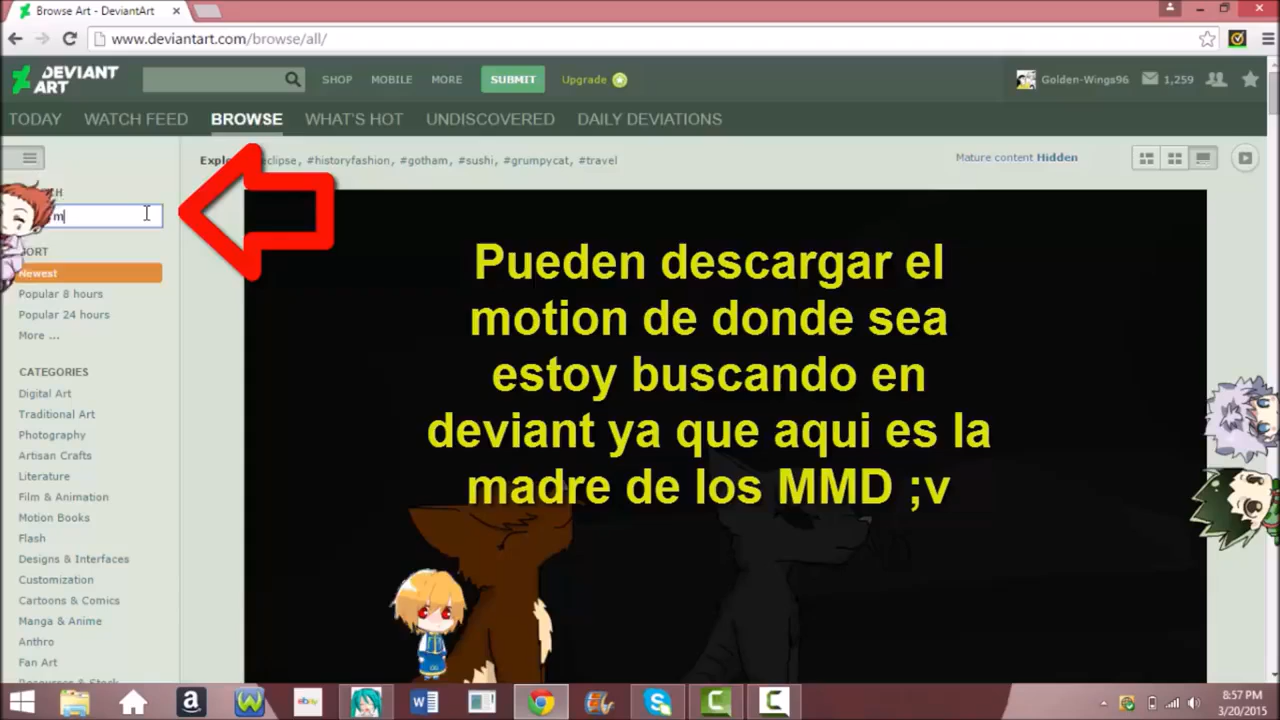 Browse Art - DeviantArt
www.deviantart.com/browse/all/
DEVIANT
ART
SHOP MOBILE MORE SUBMIT Upgrade Golden-Wings96 1,259
TODAY WATCH FEED BROWSE WHAT'S HOT UNDISCOVERED DAILY DEVIATIONS
#historyfashion, #gotham, #sushi, #grumpycat, #travel
Mature content Hidden
m
Newest
Popular 8 hours
Popular 24 hours
More ...
CATEGORIES
Digital Art
Traditional Art
Photography
Artisan Crafts
Literature
Film & Animation
Motion Books
Flash
Designs & Interfaces
Customization
Cartoons & Comics
Manga & Anime
Anthro
Fan Art
Pueden descargar el
motion de donde sea
estoy buscando en
deviant ya que aqui es la
madre de los MMD ;v
8:57 PM
3/20/2015